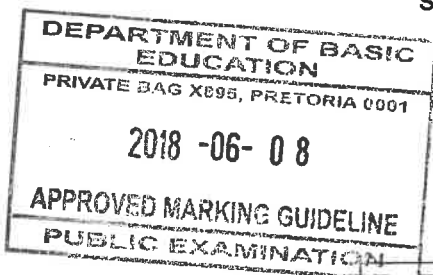 S
DEPARTMENT OF BASIC
EDUCATION
PRIVATE BAG X895, PRETORIA 0001
2018 -06- 08
APPROVED MARKING GUIDELINE
PUBLIC EXAMINATION